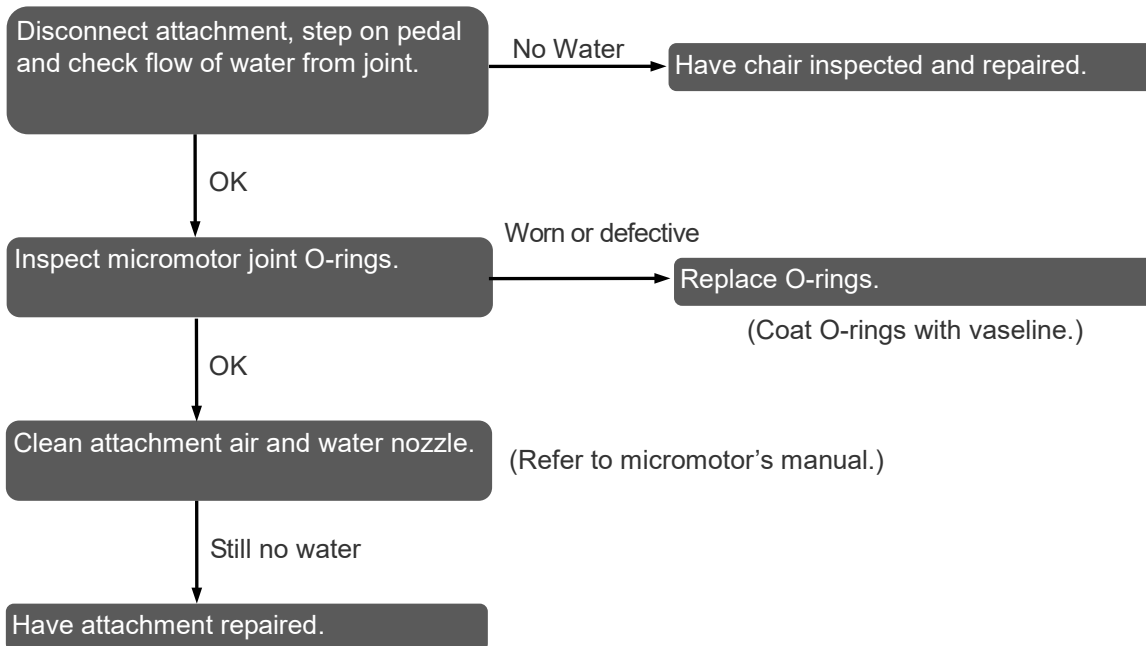 Disconnect attachment, step on pedal
and check flow of water from joint.
No Water
Have chair inspected and repaired.
OK
Inspect micromotor joint O-rings.
Worn or defective
Replace O-rings.
(Coat O-rings with vaseline.)
OK
Clean attachment air and water nozzle.
(Refer to micromotor’s manual.)
Still no water
Have attachment repaired.